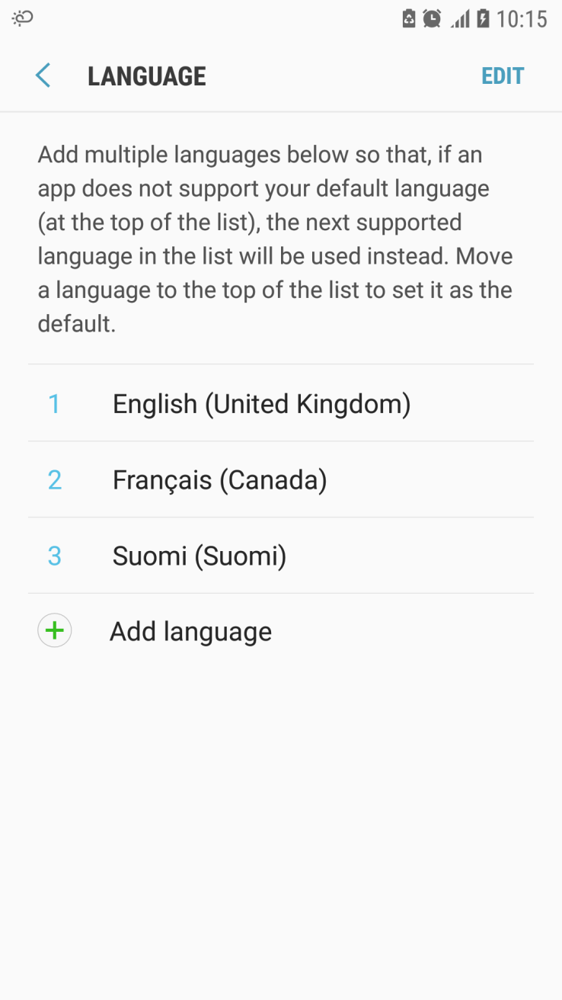 10:15
LANGUAGE
EDIT
Add multiple languages below so that, if an
app does not support your default language
(at the top of the list), the next supported
language in the list will be used instead. Move
a language to the top of the list to set it as the
default.
1 English (United Kingdom)
2 Français (Canada)
3 Suomi (Suomi)
Add language